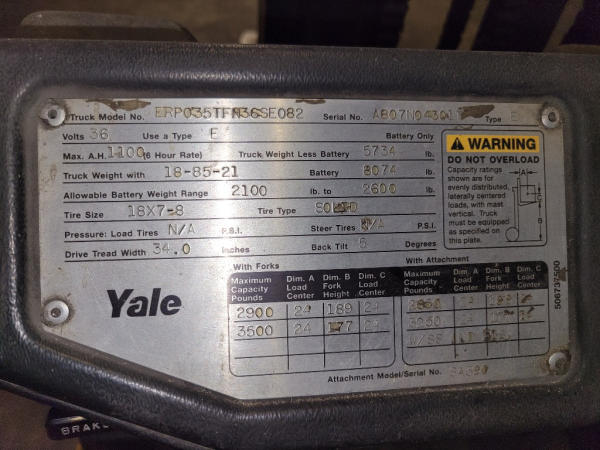 Truck Model No. ERP035TFN36SE082 Serial No. A807N04301 Type E
Volts 36 Use a Type E Battery Only
Max. A.H. 1100 (6 Hour Rate) Truck Weight Less Battery 5734 lb.
Truck Weight with 18-85-21 Battery 8074 lb.
Allowable Battery Weight Range 2100 lb. to 2600 lb.
Tire Size 18X7-8 Tire Type SOLID
Pressure: Load Tires N/A P.S.I. Steer Tires N/A P.S.I.
Drive Tread Width 34.0 Inches Back Tilt 5 Degrees
WARNING
DO NOT OVERLOAD
Capacity ratings
shown are for
evenly distributed,
laterally centered
loads, with mast
vertical. Truck
must be equipped
as specified on
this plate.
A
C
B
Yale
With Forks
Maximum Capacity Pounds Dim. A Load Center Dim. B Fork Height Dim. C Load Center
2900 24 189 24
3500 24 177 24
With Attachment
Maximum Capacity Pounds Dim. A Load Center Dim. B Fork Height Dim. C Load Center
Attachment Model/Serial No.
506735500
BRAK